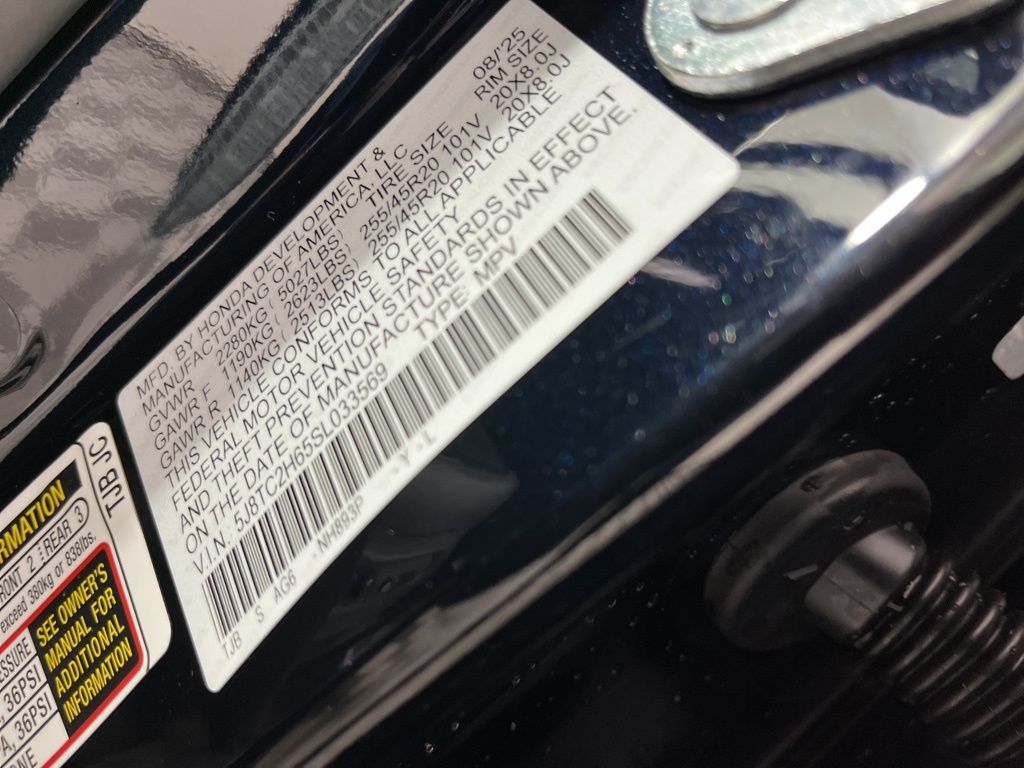 MFD. BY HONDA DEVELOPMENT & 08/'25
MANUFACTURING OF AMERICA, LLC
TIRE SIZE RIM SIZE
GVWR 2280KG ( 5027LBS)
GAWR F 1190KG ( 2623LBS) 255/45R20 101V 20X8.0J
GAWR R 1140KG ( 2513LBS) 255/45R20 101V 20X8.0J
THIS VEHICLE CONFORMS TO ALL APPLICABLE
FEDERAL MOTOR VEHICLE SAFETY
AND THEFT PREVENTION STANDARDS IN EFFECT
ON THE DATE OF MANUFACTURE SHOWN ABOVE.
V.I.N.: 5J8TC2H65SL033569 TYPE: MPV
TJB S AG6 -NH893P -Y-L
TJB JC
RMATION
RONT 2 REAR 3
exceed 380kg or 838lbs.
SSURE
, 36PSI
A, 36PSI
NE
SEE OWNER'S
MANUAL FOR
ADDITIONAL
INFORMATION